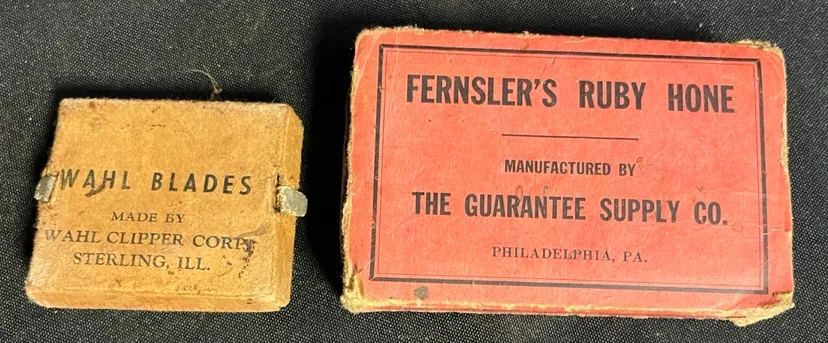 WAHL BLADES
MADE BY
WAHL CLIPPER CORP.
STERLING, ILL.
FERNSLER'S RUBY HONE
MANUFACTURED BY
THE GUARANTEE SUPPLY CO.
PHILADELPHIA, PA.